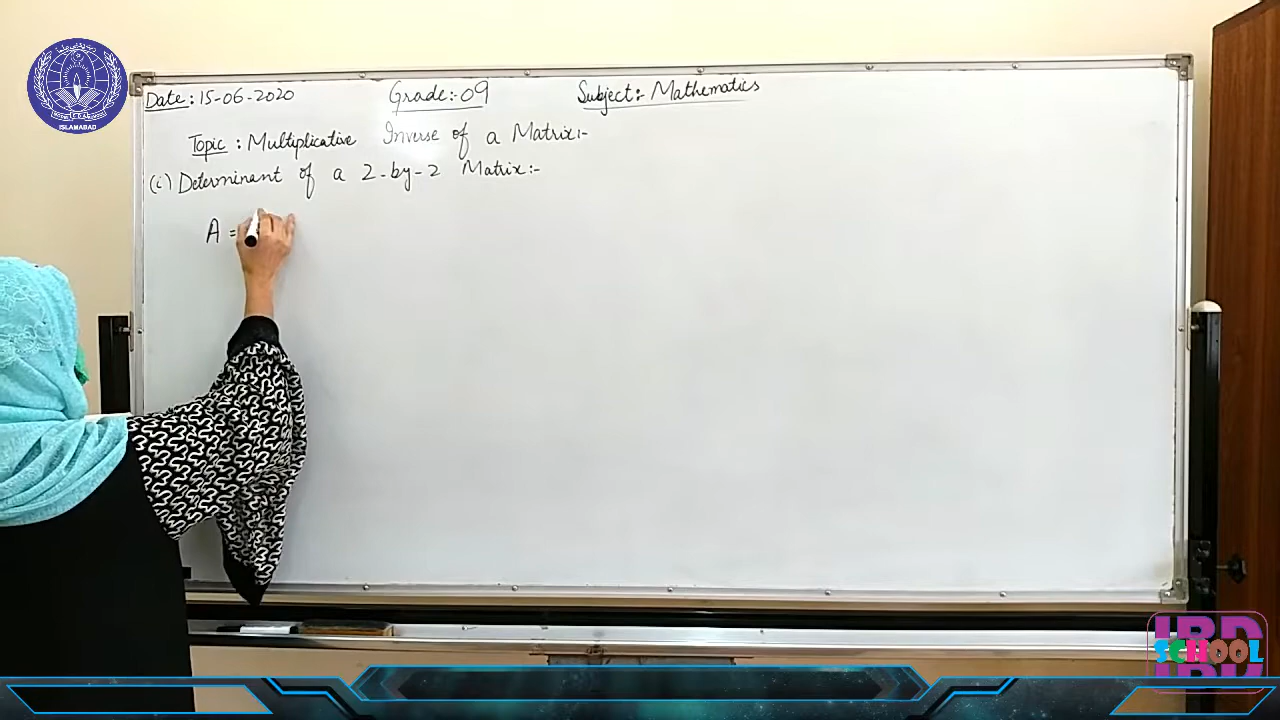 Date: 15-06-2020 Grade:-09 Subject:- Mathematics
Topic : Multiplicative Inverse of a Matrix:-
(i) Determinant of a 2-by-2 Matrix:-
A =
ISLAMABAD
IBD
SCHOOL